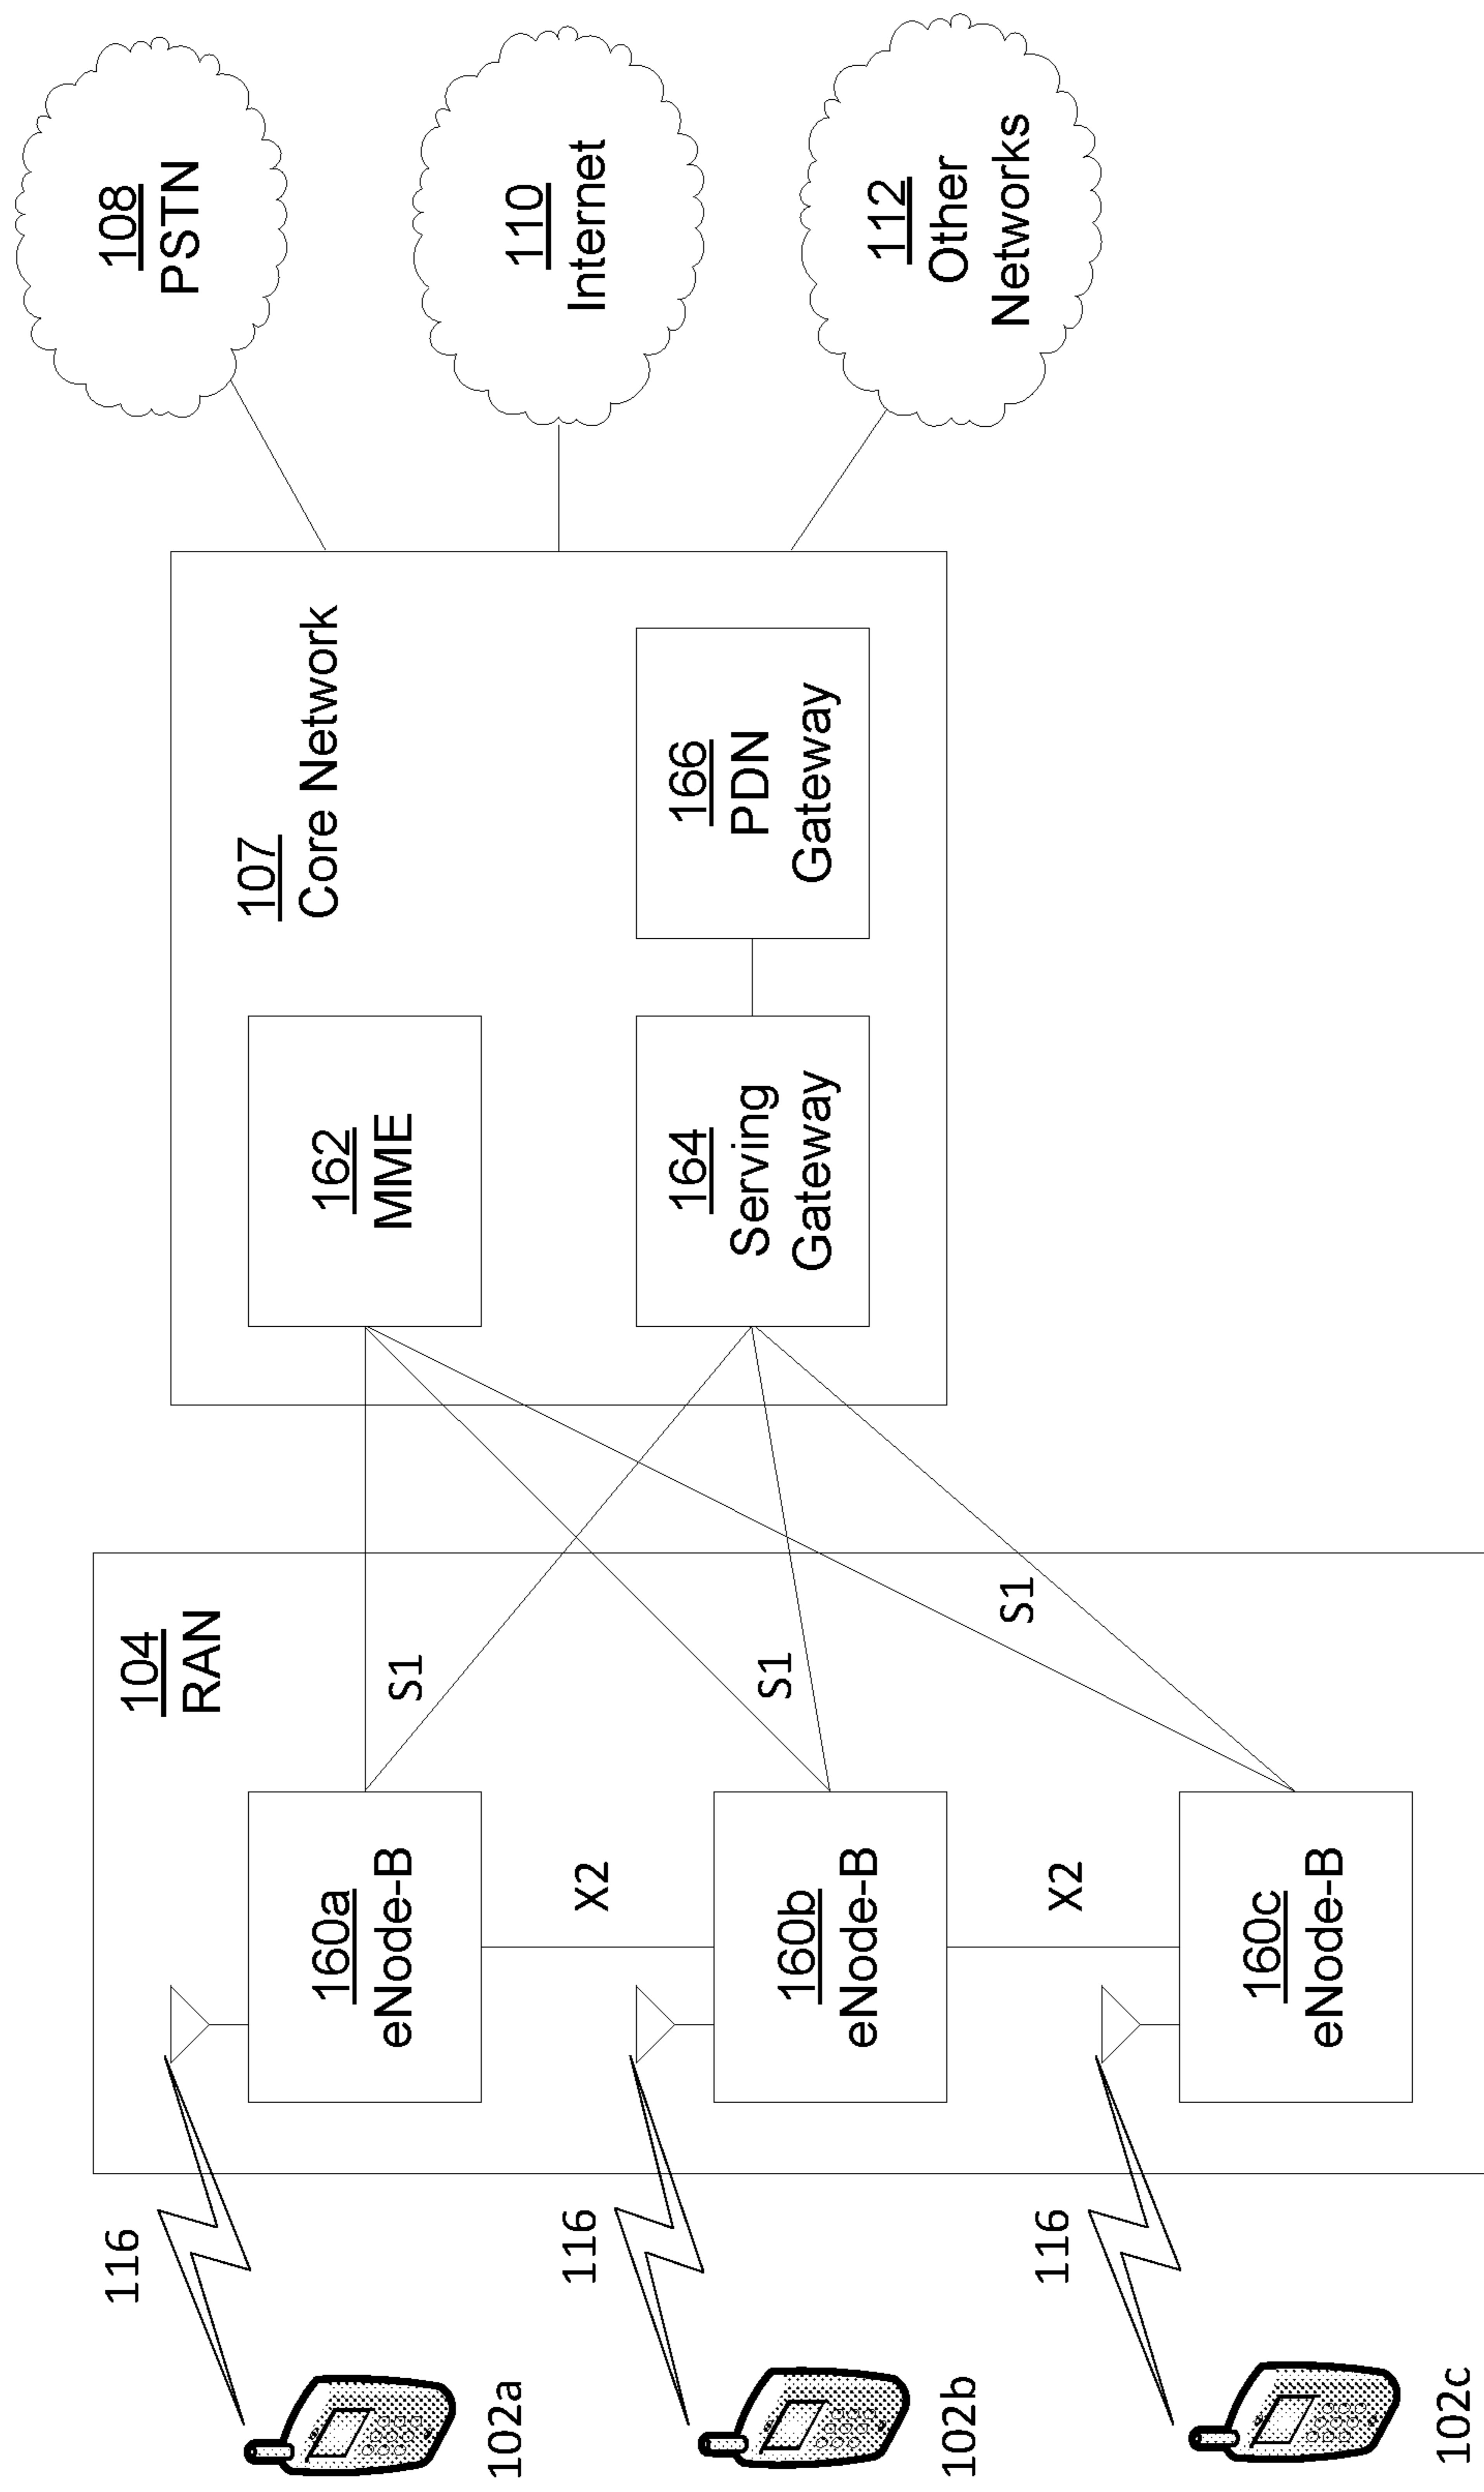 116
102a
116
102b
116
102c
104
RAN
160a
eNode-B
X2
160b
eNode-B
X2
160c
eNode-B
S1
S1
S1
107
Core Network
162
MME
164
Serving
Gateway
166
PDN
Gateway
108
PSTN
110
Internet
112
Other
Networks